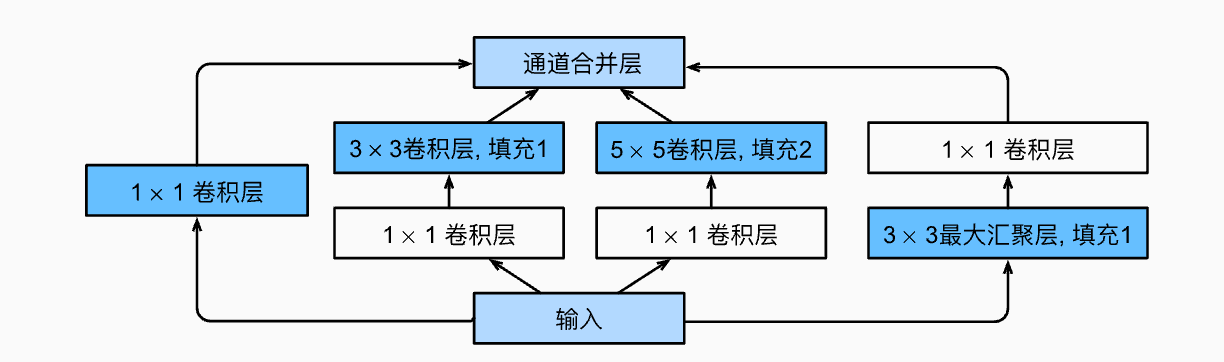 通道合并层
3 × 3卷积层, 填充1
5 × 5卷积层, 填充2
1 × 1 卷积层
1 × 1 卷积层
1 × 1 卷积层
1 × 1 卷积层
3 × 3最大汇聚层, 填充1
输入